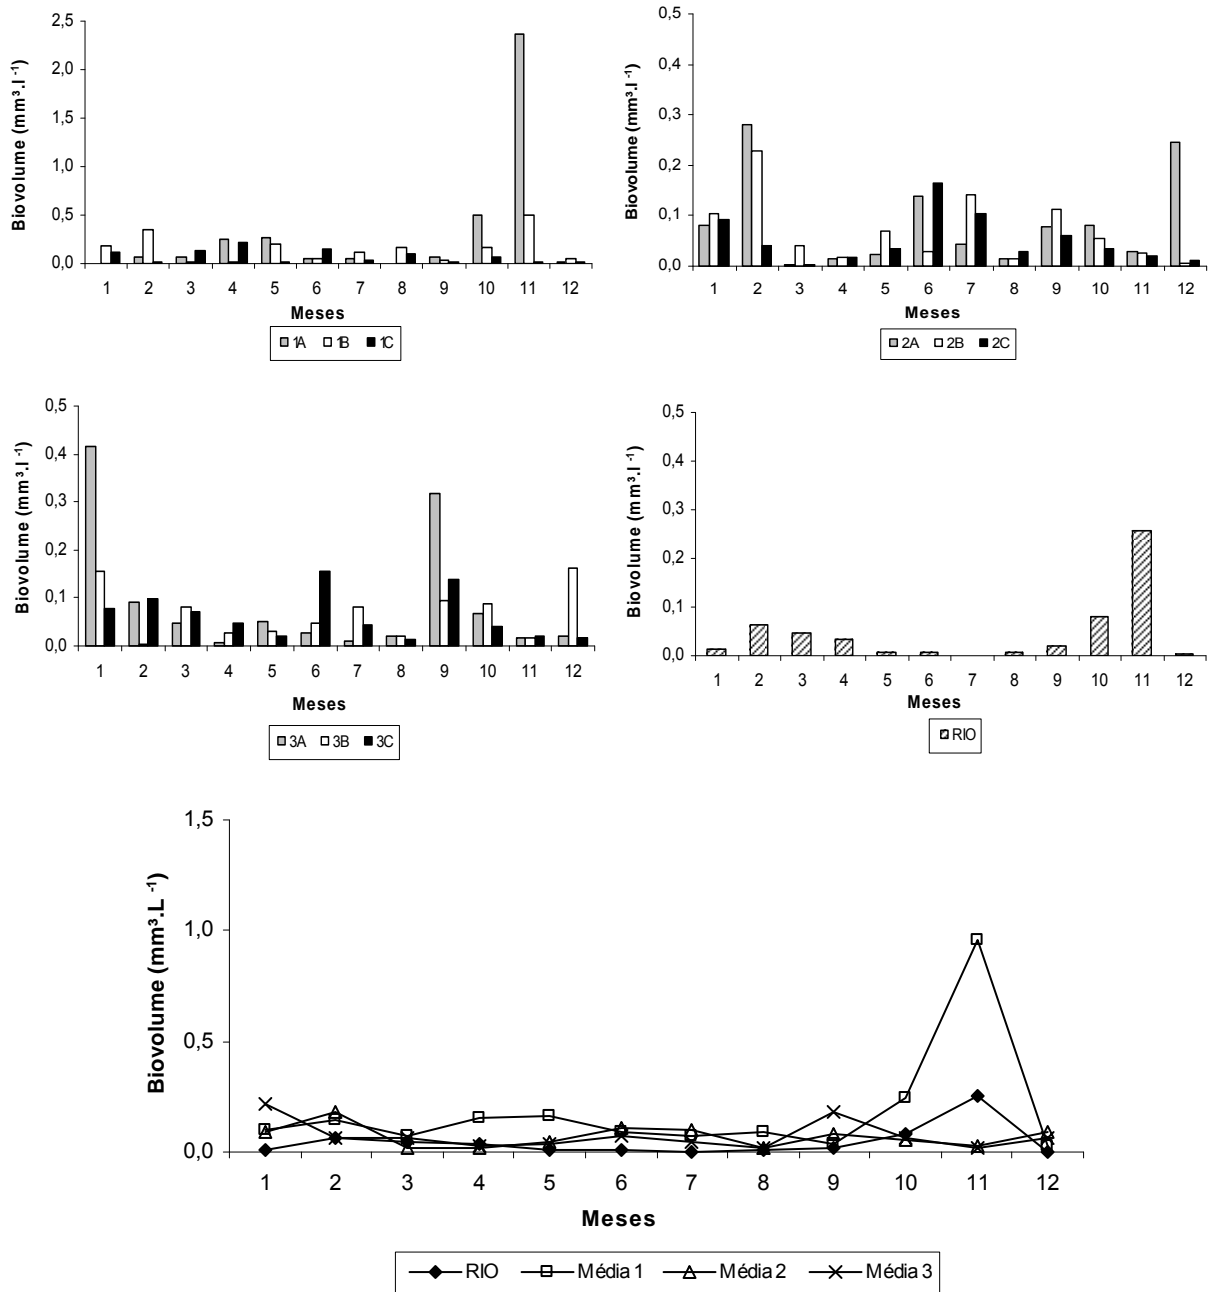 Biovolume (mm³.l⁻¹)
2,5
2,0
1,5
1,0
0,5
0,0
1 2 3 4 5 6 7 8 9 10 11 12
Meses
1A 1B 1C
Biovolume (mm³.l⁻¹)
0,5
0,4
0,3
0,2
0,1
0,0
1 2 3 4 5 6 7 8 9 10 11 12
Meses
2A 2B 2C
Biovolume (mm³.l⁻¹)
0,5
0,4
0,3
0,2
0,1
0,0
1 2 3 4 5 6 7 8 9 10 11 12
Meses
3A 3B 3C
Biovolume (mm³.l⁻¹)
0,5
0,4
0,3
0,2
0,1
0,0
1 2 3 4 5 6 7 8 9 10 11 12
Meses
RIO
Biovolume (mm³.L⁻¹)
1,5
1,0
0,5
0,0
1 2 3 4 5 6 7 8 9 10 11 12
Meses
RIO Média 1 Média 2 Média 3